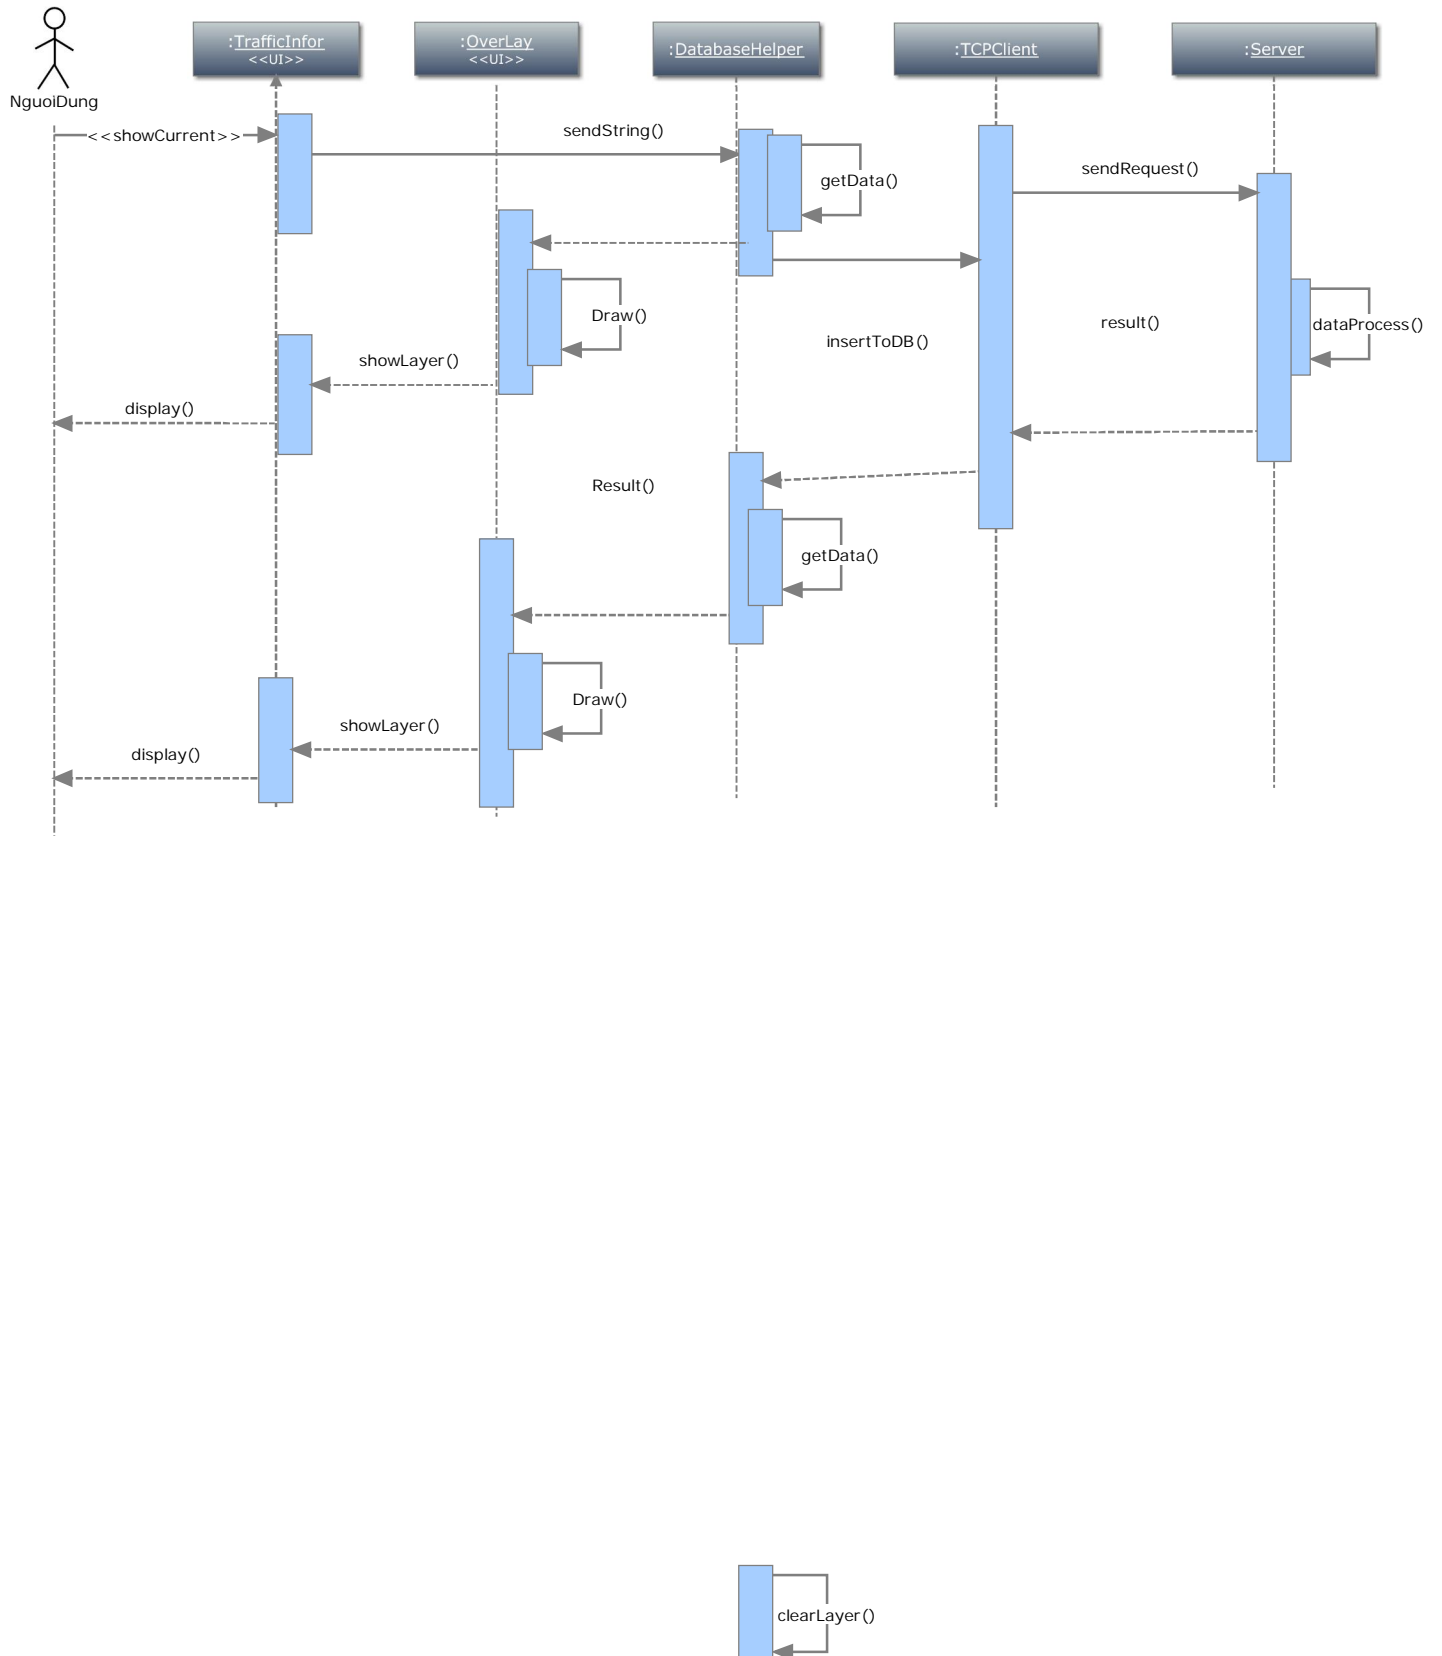 :TrafficInfor
<<UI>>
:OverLay
<<UI>>
:DatabaseHelper
:TCPClient
:Server
NguoiDung
<<showCurrent>>
sendString()
getData()
sendRequest()
Draw()
insertToDB()
result()
dataProcess()
showLayer()
display()
Result()
getData()
Draw()
showLayer()
display()
clearLayer()